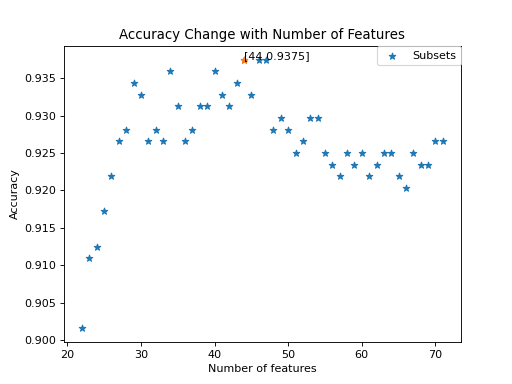 Accuracy Change with Number of Features
[44,0.9375]
Subsets
0.935
0.930
0.925
0.920
0.915
0.910
0.905
0.900
Accuracy
20 30 40 50 60 70
Number of features